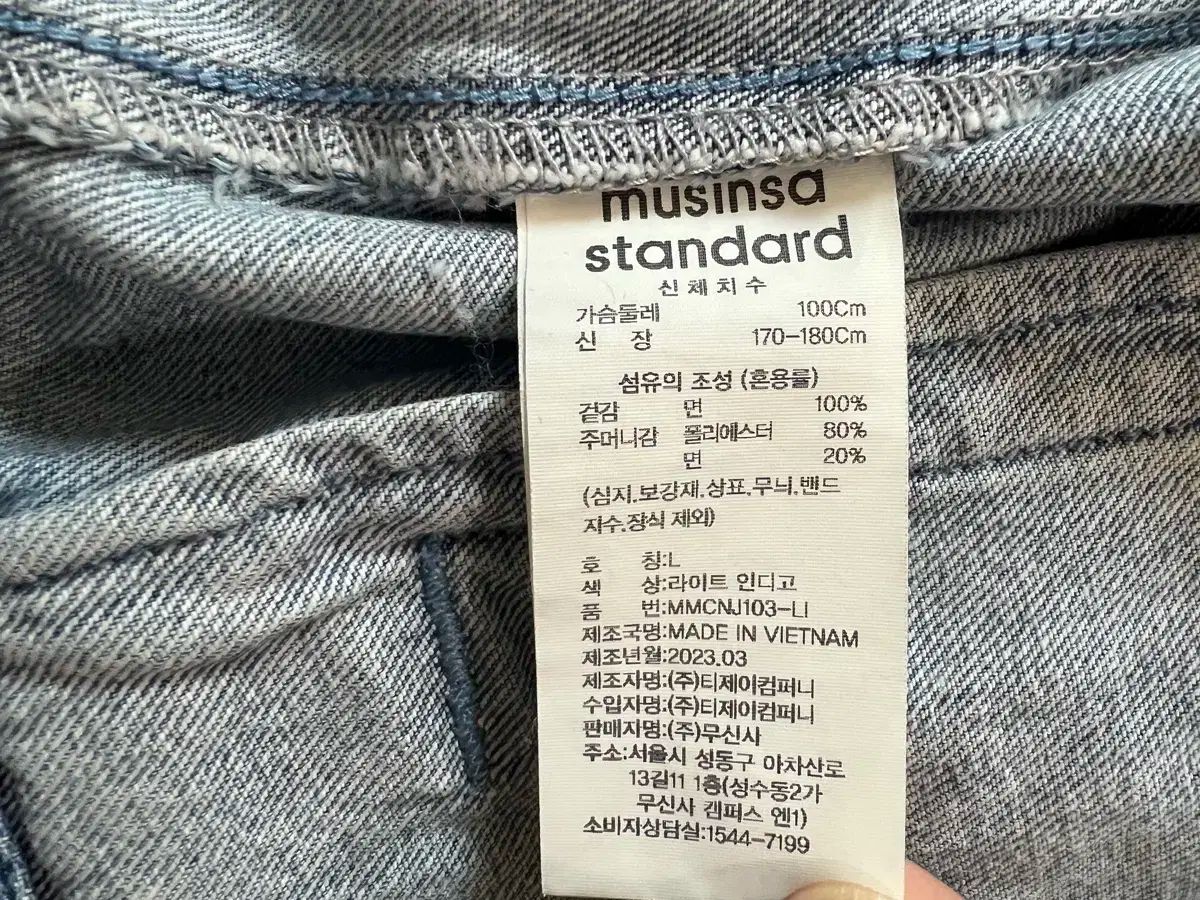 musinsa
standard
신체치수
가슴둘레 100Cm
신 장 170-180Cm
섬유의 조성 (혼용률)
겉감 면 100%
주머니감 폴리에스터 80%
면 20%
(심지.보강재.상표.무늬.밴드
자수.장식 제외)
호 칭:L
색 상:라이트 인디고
품 번:MMCNJ103-LI
제조국명:MADE IN VIETNAM
제조년월:2023.03
제조자명:(주)티제이컴퍼니
수입자명:(주)티제이컴퍼니
판매자명:(주)무신사
주소:서울시 성동구 아차산로
13길11 1층(성수동2가
무신사 캠퍼스 엔1)
소비자상담실:1544-7199